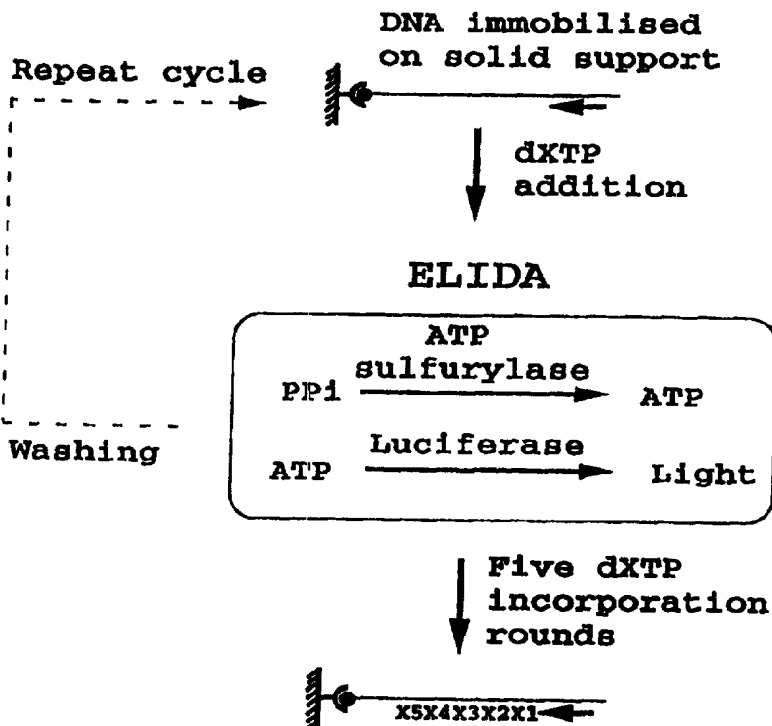 DNA immobilised
on solid support
Repeat cycle
dXTP
addition
ELIDA
ATP
sulfurylase
PPi
ATP
Washing
Luciferase
ATP
Light
Five dXTP
incorporation
rounds
X5X4X3X2X1